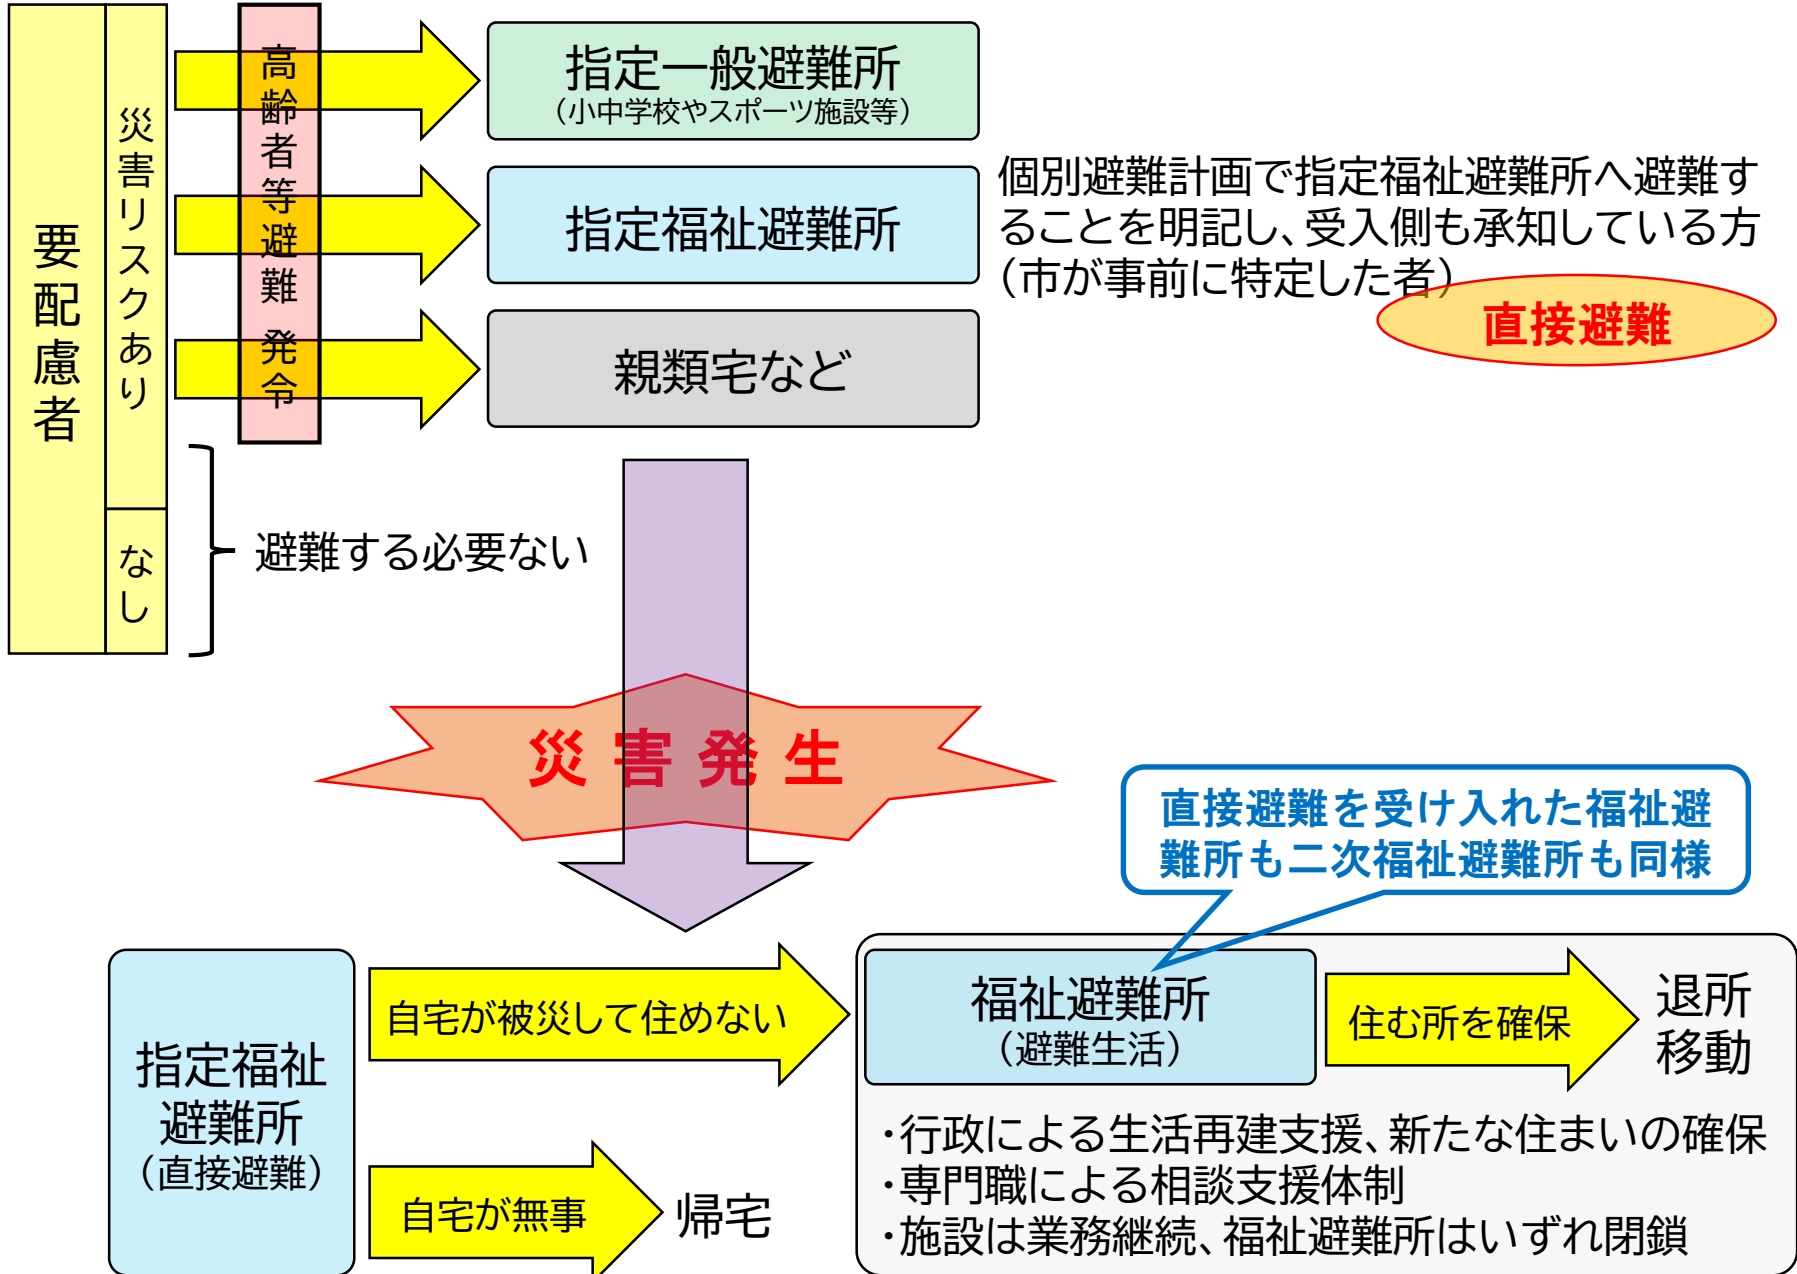 要配慮者
災害リスクあり
なし
高齢者等避難 発令
指定一般避難所
（小中学校やスポーツ施設等）
指定福祉避難所
親類宅など
個別避難計画で指定福祉避難所へ避難す
ることを明記し、受入側も承知している方
（市が事前に特定した者）
直接避難
避難する必要ない
災害発生
直接避難を受け入れた福祉避
難所も二次福祉避難所も同様
指定福祉
避難所
（直接避難）
自宅が被災して住めない
福祉避難所
（避難生活）
住む所を確保
退所
移動
自宅が無事
帰宅
・行政による生活再建支援、新たな住まいの確保
・専門職による相談支援体制
・施設は業務継続、福祉避難所はいずれ閉鎖